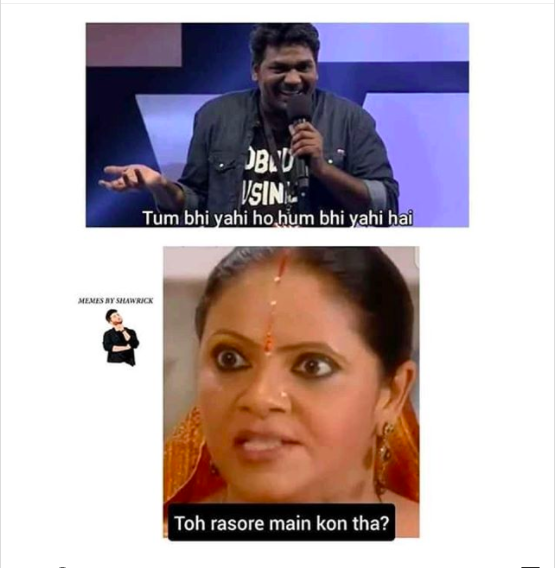 Tum bhi yahi ho hum bhi yahi hai
MEMES BY SHAWRICK
Toh rasore main kon tha?